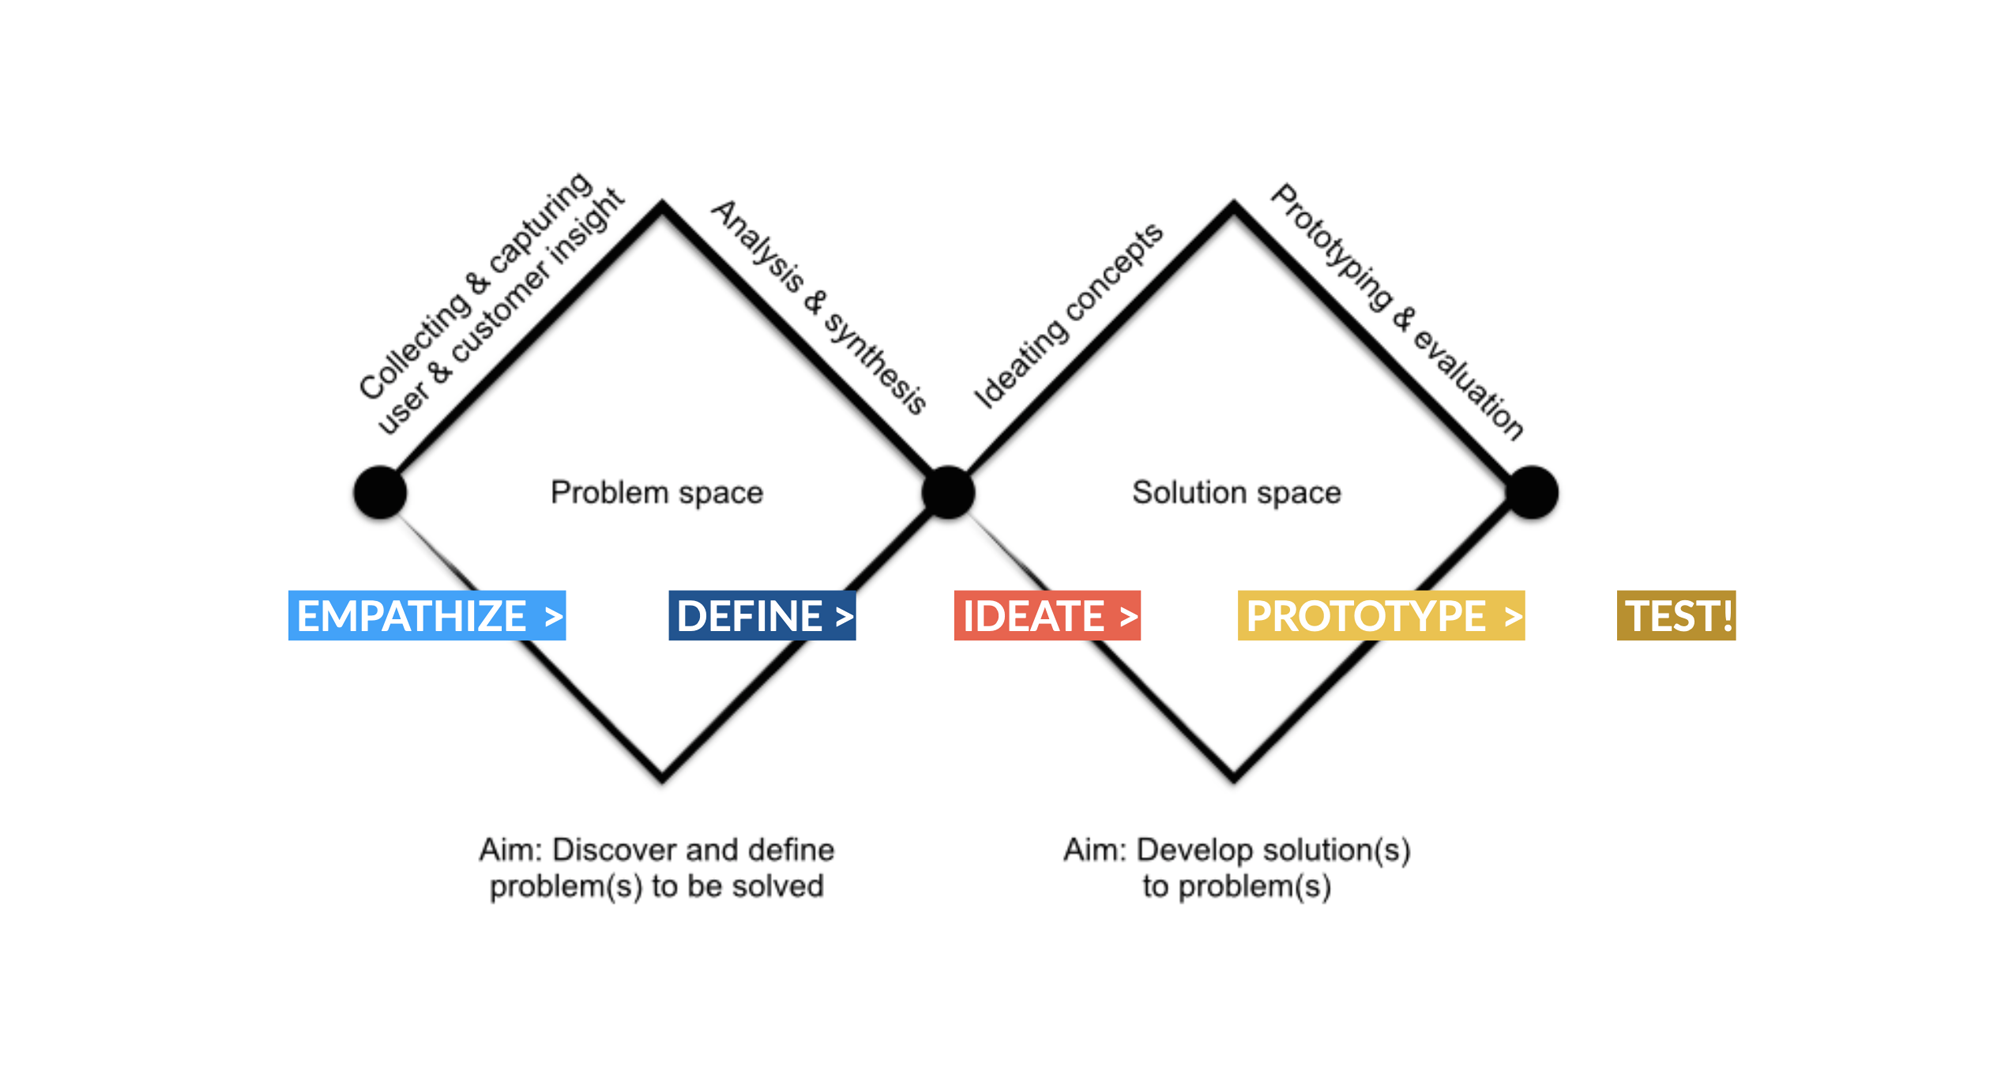 Collecting & capturing
user & customer insight
Analysis & synthesis
Ideating concepts
Prototyping & evaluation
Problem space
Solution space
EMPATHIZE >
DEFINE >
IDEATE >
PROTOTYPE >
TEST!
Aim: Discover and define
problem(s) to be solved
Aim: Develop solution(s)
to problem(s)